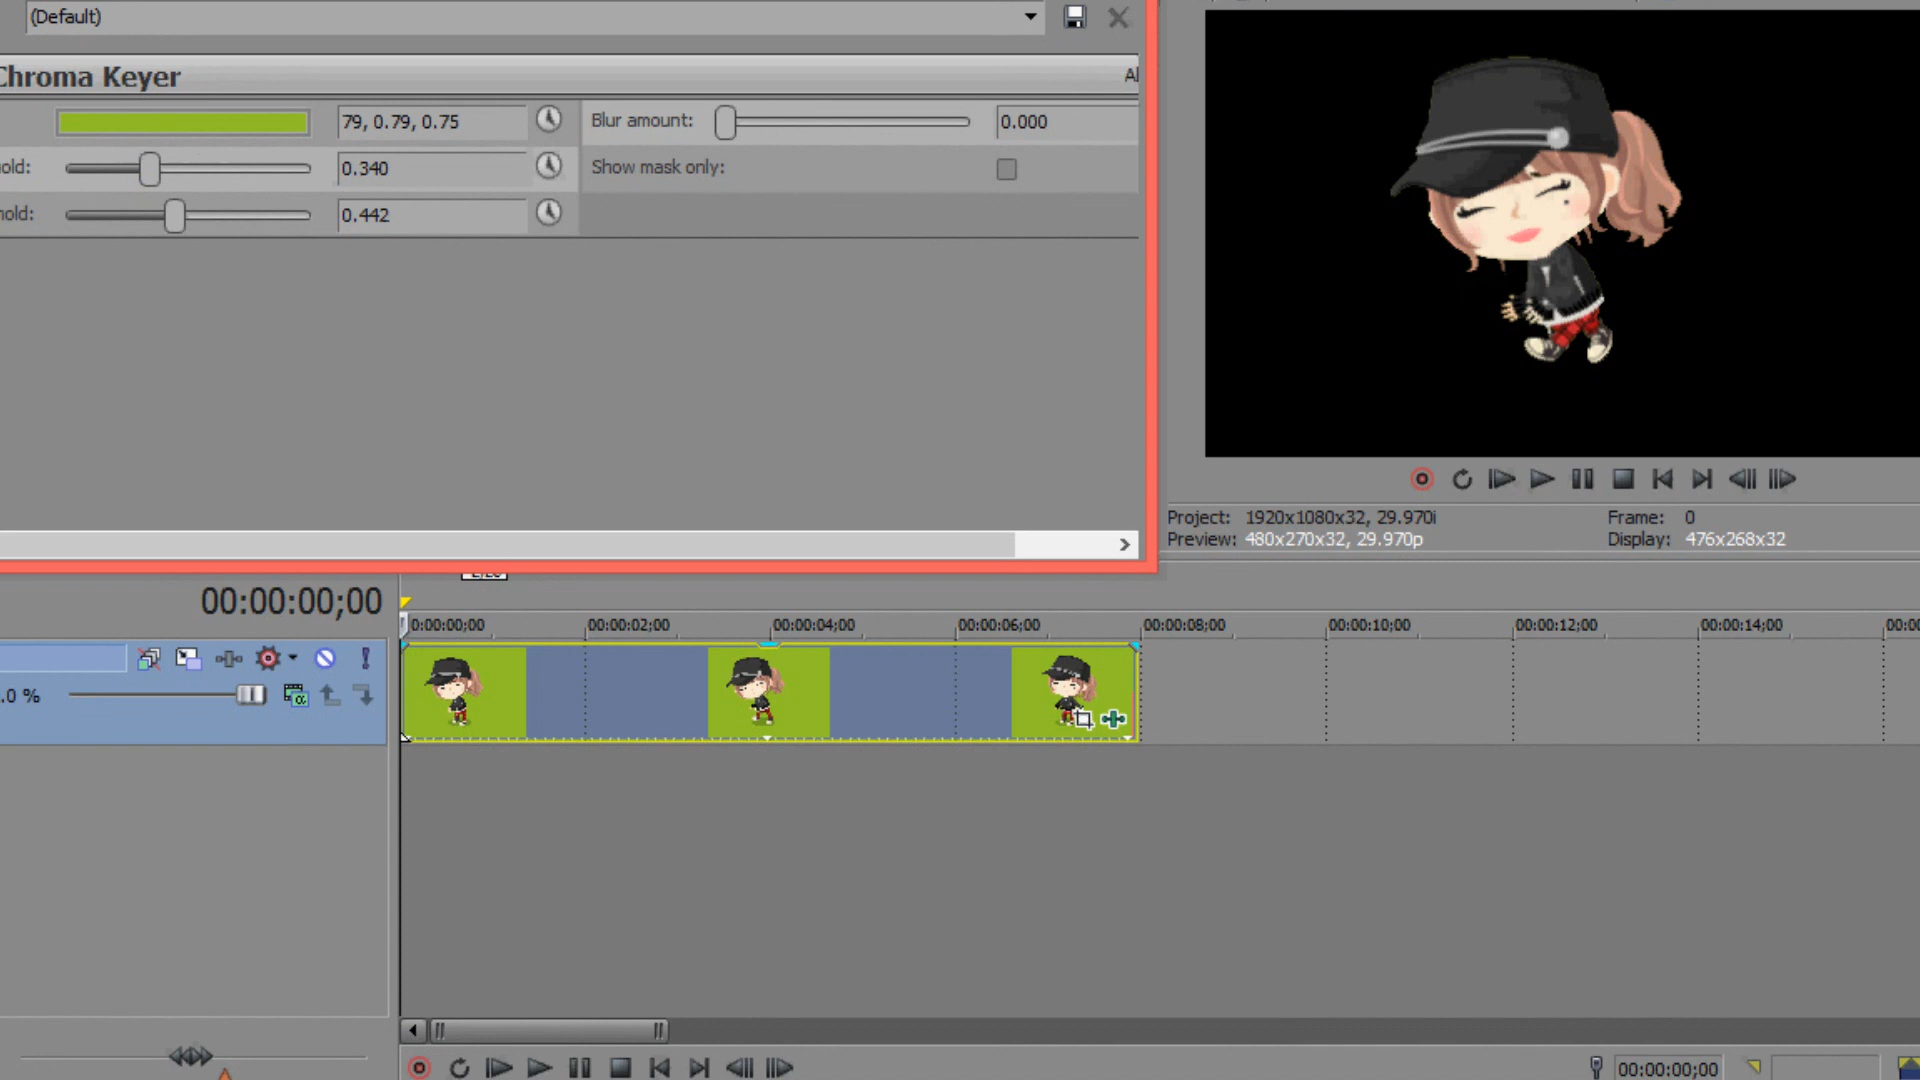 (Default)
Chroma Keyer
79, 0.79, 0.75
Blur amount:
0.000
old:
0.340
Show mask only:
hold:
0.442
Project: 1920x1080x32, 29.970i
Frame: 0
Preview: 480x270x32, 29.970p
Display: 476x268x32
00:00:00;00
0:00:00;00 00:00:02;00 00:00:04;00 00:00:06;00 00:00:08;00 00:00:10;00 00:00:12;00 00:00:14;00
.0 %
00:00:00;00